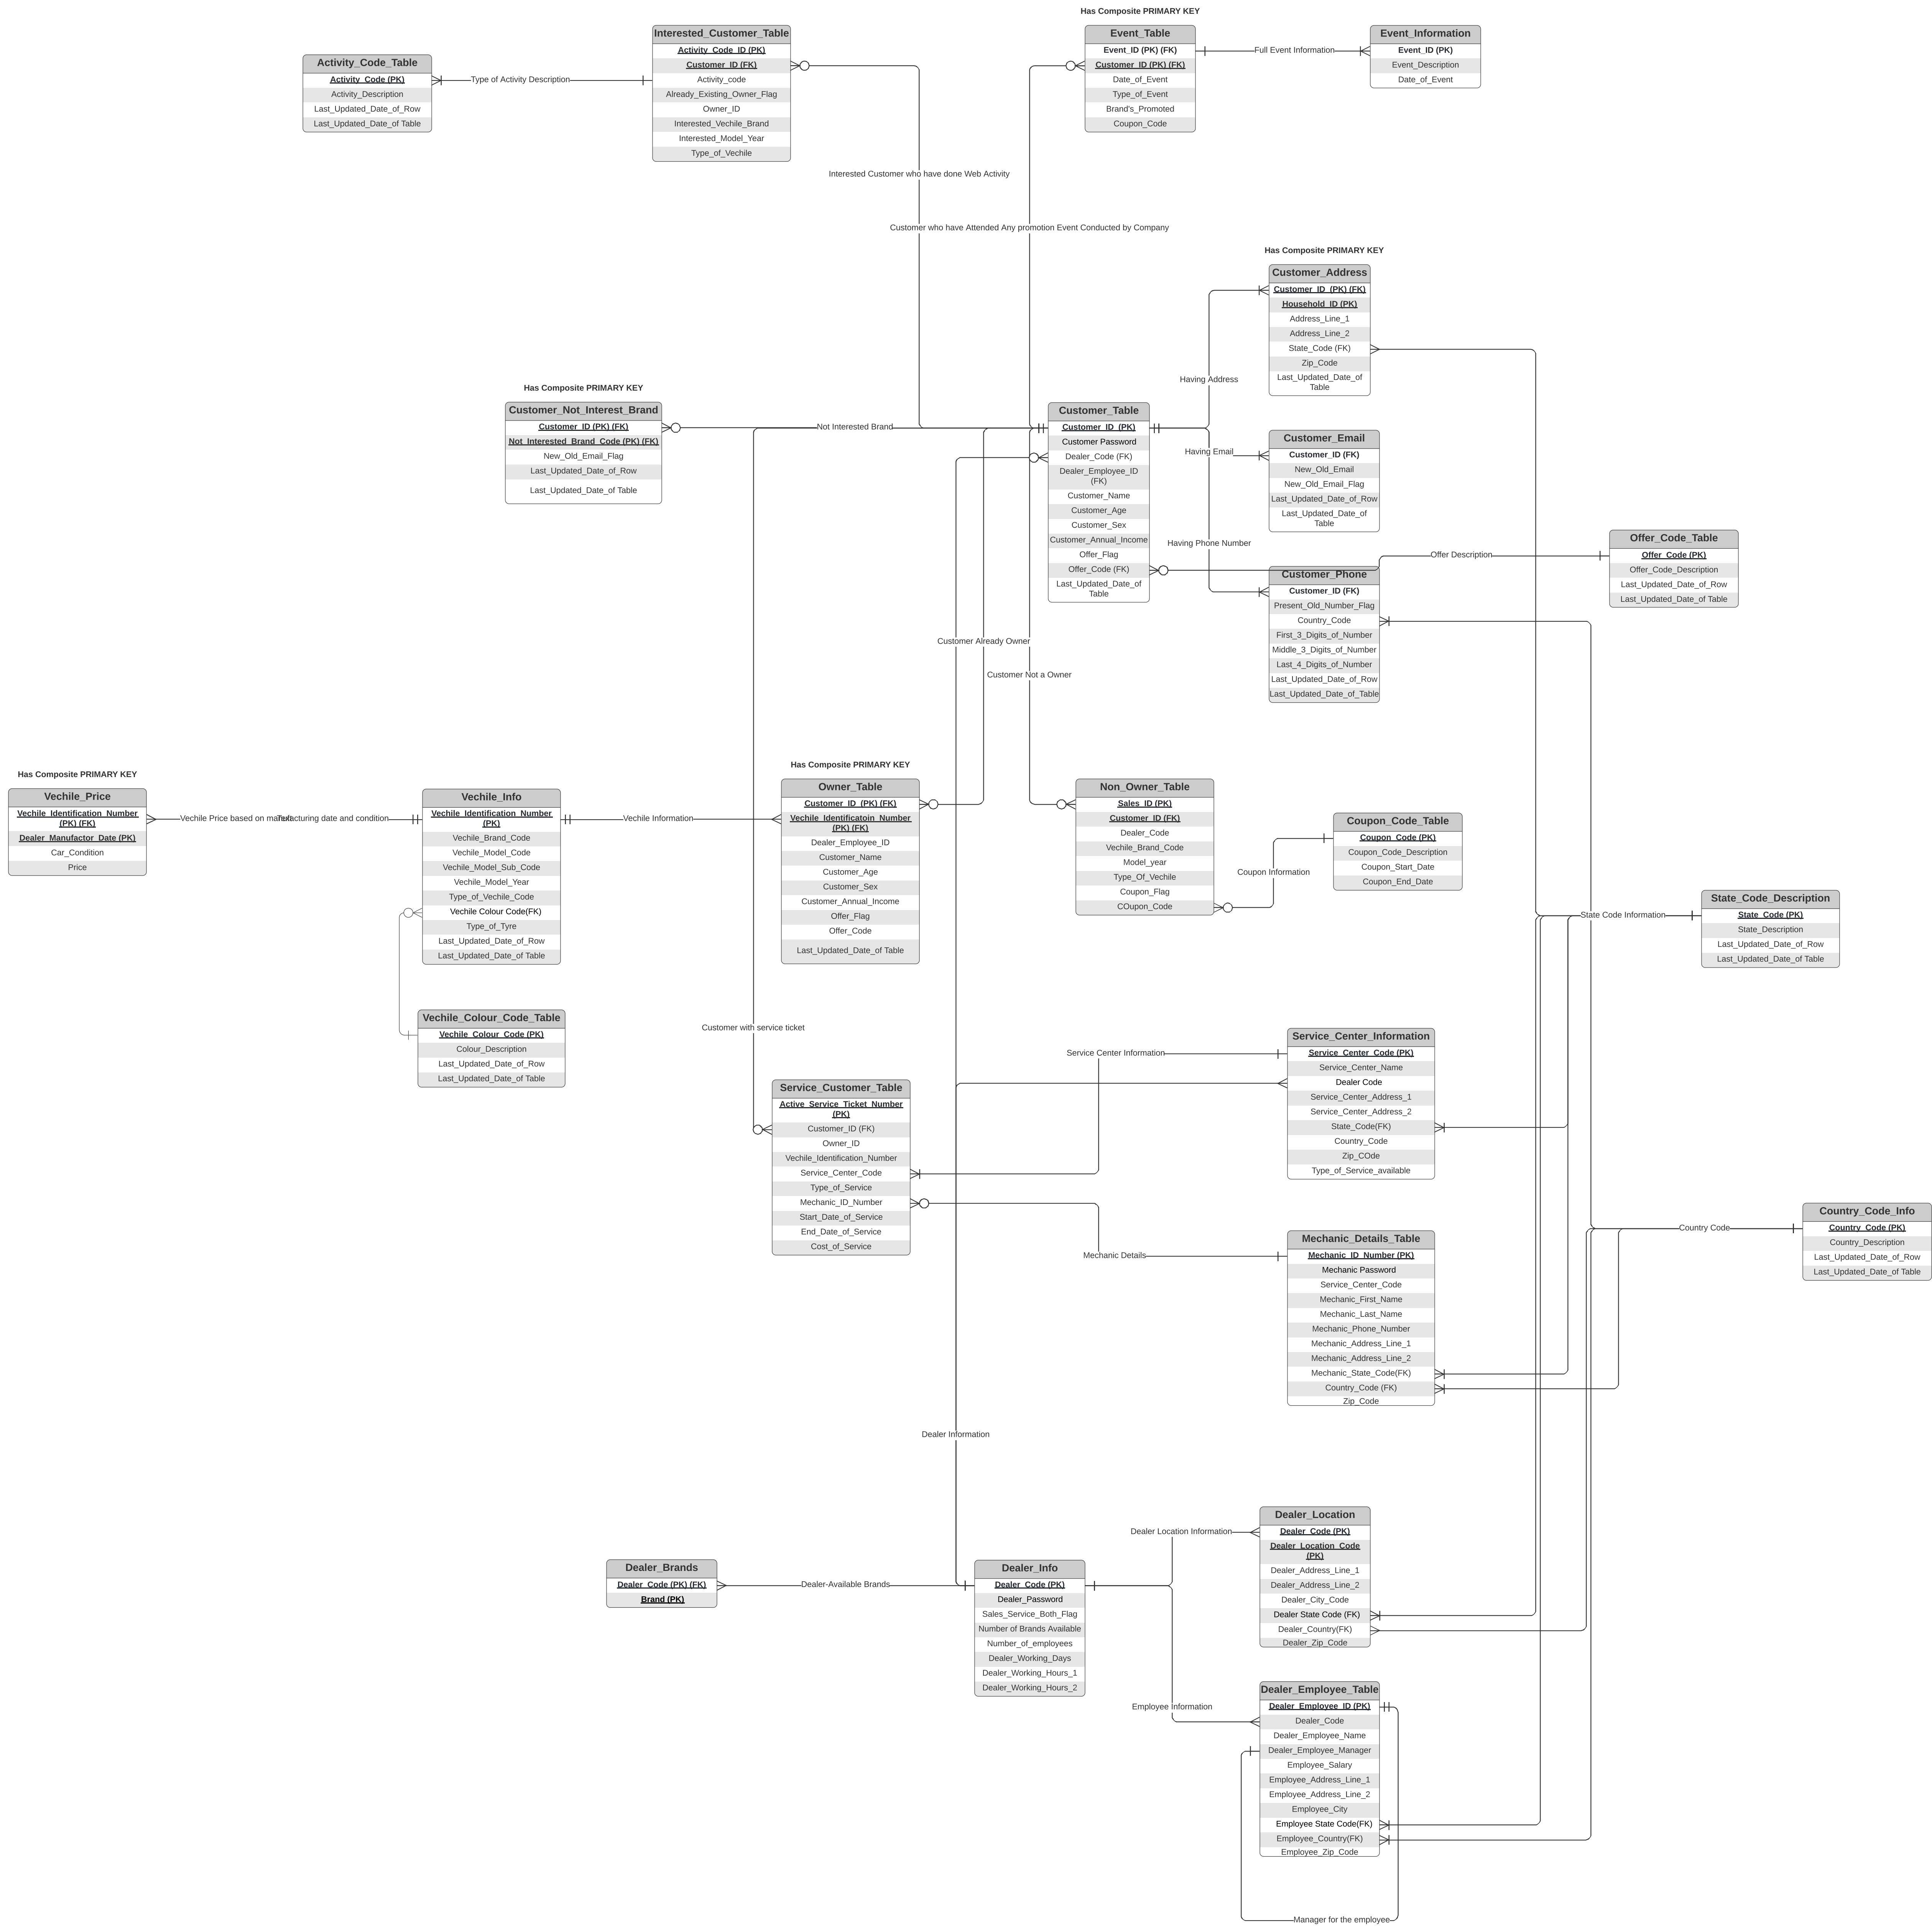 Has Composite PRIMARY KEY
Event_Table
Event_ID (PK) (FK)
Customer_ID (PK) (FK)
Date_of_Event
Type_of_Event
Brand's_Promoted
Coupon_Code
Full Event Information
Event_Information
Event_ID (PK)
Event_Description
Date_of_Event
Interested_Customer_Table
Activity_Code_ID (PK)
Customer_ID (FK)
Activity_code
Already_Existing_Owner_Flag
Owner_ID
Interested_Vechile_Brand
Interested_Model_Year
Type_of_Vechile
Activity_Code_Table
Activity_Code (PK)
Activity_Description
Last_Updated_Date_of_Row
Last_Updated_Date_of Table
Type of Activity Description
Interested Customer who have done Web Activity
Customer who have Attended Any promotion Event Conducted by Company
Has Composite PRIMARY KEY
Customer_Address
Customer_ID (PK) (FK)
Household_ID (PK)
Address_Line_1
Address_Line_2
State_Code (FK)
Zip_Code
Last_Updated_Date_of
Table
Having Address
Has Composite PRIMARY KEY
Customer_Not_Interest_Brand
Customer_ID (PK) (FK)
Not_Interested_Brand_Code (PK) (FK)
New_Old_Email_Flag
Last_Updated_Date_of_Row
Last_Updated_Date_of Table
Not Interested Brand
Customer_Table
Customer_ID (PK)
Customer Password
Dealer_Code (FK)
Dealer_Employee_ID
(FK)
Customer_Name
Customer_Age
Customer_Sex
Customer_Annual_Income
Offer_Flag
Offer_Code (FK)
Last_Updated_Date_of
Table
Having Email
Customer_Email
Customer_ID (FK)
New_Old_Email
New_Old_Email_Flag
Last_Updated_Date_of_Row
Last_Updated_Date_of
Table
Having Phone Number
Customer_Phone
Customer_ID (FK)
Present_Old_Number_Flag
Country_Code
First_3_Digits_of_Number
Middle_3_Digits_of_Number
Last_4_Digits_of_Number
Last_Updated_Date_of_Row
Last_Updated_Date_of_Table
Offer Description
Offer_Code_Table
Offer_Code (PK)
Offer_Code_Description
Last_Updated_Date_of_Row
Last_Updated_Date_of Table
Customer Already Owner
Customer Not a Owner
Has Composite PRIMARY KEY
Vechile_Price
Vechile_Identification_Number
(PK) (FK)
Dealer_Manufactor_Date (PK)
Car_Condition
Price
Vechile Price based on
facturing date and condition
Vechile_Info
Vechile_Identification_Number
(PK)
Vechile_Brand_Code
Vechile_Model_Code
Vechile_Model_Sub_Code
Vechile_Model_Year
Type_of_Vechile_Code
Vechile Colour Code(FK)
Type_of_Tyre
Last_Updated_Date_of_Row
Last_Updated_Date_of Table
Vechile Information
Has Composite PRIMARY KEY
Owner_Table
Customer_ID (PK) (FK)
Vechile_Identificatoin_Number
(PK) (FK)
Dealer_Employee_ID
Customer_Name
Customer_Age
Customer_Sex
Customer_Annual_Income
Offer_Flag
Offer_Code
Last_Updated_Date_of Table
Non_Owner_Table
Sales_ID (PK)
Customer_ID (FK)
Dealer_Code
Vechile_Brand_Code
Model_year
Type_Of_Vechile
Coupon_Flag
COupon_Code
Coupon Information
Coupon_Code_Table
Coupon_Code (PK)
Coupon_Code_Description
Coupon_Start_Date
Coupon_End_Date
State Code Information
State_Code_Description
State_Code (PK)
State_Description
Last_Updated_Date_of_Row
Last_Updated_Date_of Table
Vechile_Colour_Code_Table
Vechile_Colour_Code (PK)
Colour_Description
Last_Updated_Date_of_Row
Last_Updated_Date_of Table
Customer with service ticket
Service_Customer_Table
Active_Service_Ticket_Number
(PK)
Customer_ID (FK)
Owner_ID
Vechile_Identification_Number
Service_Center_Code
Type_of_Service
Mechanic_ID_Number
Start_Date_of_Service
End_Date_of_Service
Cost_of_Service
Service Center Information
Service_Center_Information
Service_Center_Code (PK)
Service_Center_Name
Dealer Code
Service_Center_Address_1
Service_Center_Address_2
State_Code(FK)
Country_Code
Zip_COde
Type_of_Service_available
Mechanic Details
Mechanic_Details_Table
Mechanic_ID_Number (PK)
Mechanic Password
Service_Center_Code
Mechanic_First_Name
Mechanic_Last_Name
Mechanic_Phone_Number
Mechanic_Address_Line_1
Mechanic_Address_Line_2
Mechanic_State_Code(FK)
Country_Code (FK)
Zip_Code
Country Code
Country_Code_Info
Country_Code (PK)
Country_Description
Last_Updated_Date_of_Row
Last_Updated_Date_of Table
Dealer Information
Dealer_Brands
Dealer_Code (PK) (FK)
Brand (PK)
Dealer-Available Brands
Dealer_Info
Dealer_Code (PK)
Dealer_Password
Sales_Service_Both_Flag
Number of Brands Available
Number_of_employees
Dealer_Working_Days
Dealer_Working_Hours_1
Dealer_Working_Hours_2
Dealer Location Information
Dealer_Location
Dealer_Code (PK)
Dealer_Location_Code
(PK)
Dealer_Address_Line_1
Dealer_Address_Line_2
Dealer_City_Code
Dealer State Code (FK)
Dealer_Country(FK)
Dealer_Zip_Code
Employee Information
Dealer_Employee_Table
Dealer_Employee_ID (PK)
Dealer_Code
Dealer_Employee_Name
Dealer_Employee_Manager
Employee_Salary
Employee_Address_Line_1
Employee_Address_Line_2
Employee_City
Employee State Code(FK)
Employee_Country(FK)
Employee_Zip_Code
Manager for the employee